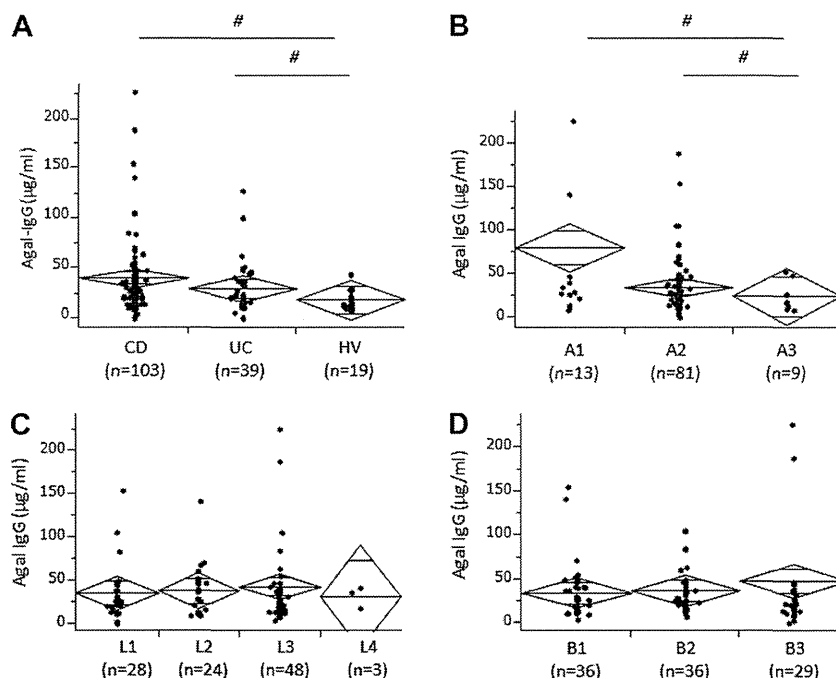 A
#
#
Agal-IgG (µg/ml)
200
150
100
50
0
CD UC HV
(n=103) (n=39) (n=19)
B
#
#
Agal IgG (µg/ml)
200
150
100
50
0
A1 A2 A3
(n=13) (n=81) (n=9)
C
Agal IgG (µg/ml)
200
150
100
50
0
L1 L2 L3 L4
(n=28) (n=24) (n=48) (n=3)
D
Agal IgG (µg/ml)
200
150
100
50
0
B1 B2 B3
(n=36) (n=36) (n=29)